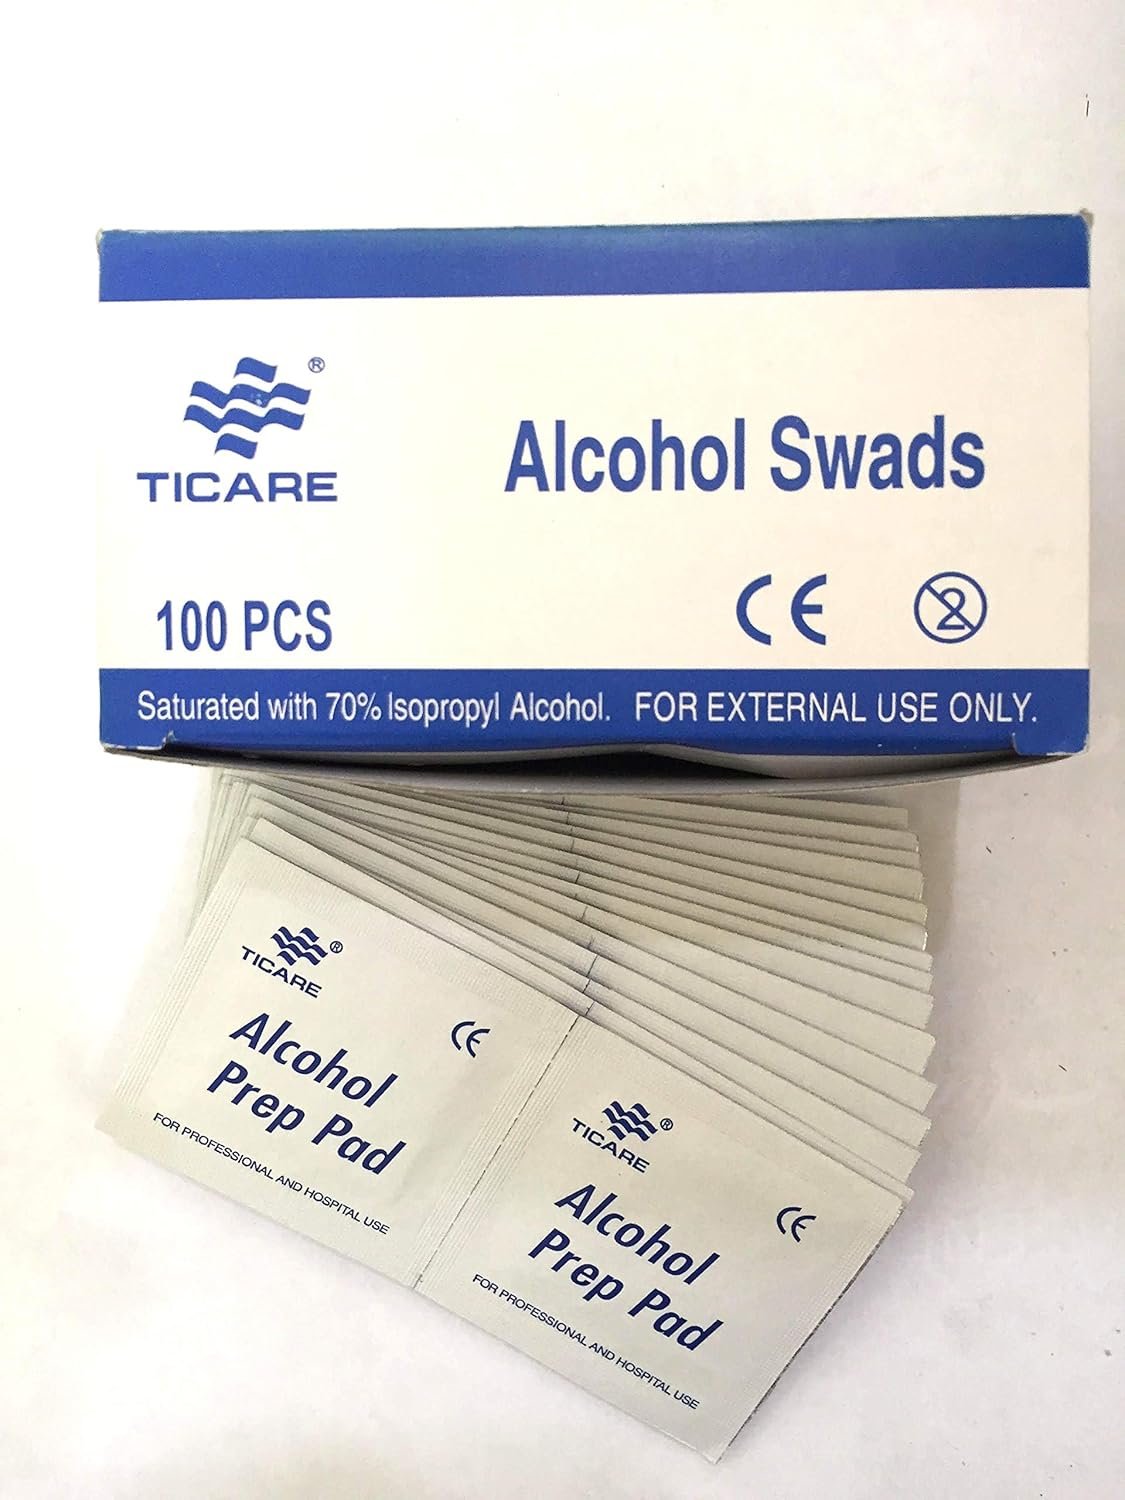 ®
TICARE
Alcohol Swads
100 PCS
CE
2
Saturated with 70% Isopropyl Alcohol. FOR EXTERNAL USE ONLY.
TICARE ®
CE
Alcohol
Prep Pad
FOR PROFESSIONAL AND HOSPITAL USE
TICARE ®
CE
Alcohol
Prep Pad
FOR PROFESSIONAL AND HOSPITAL USE